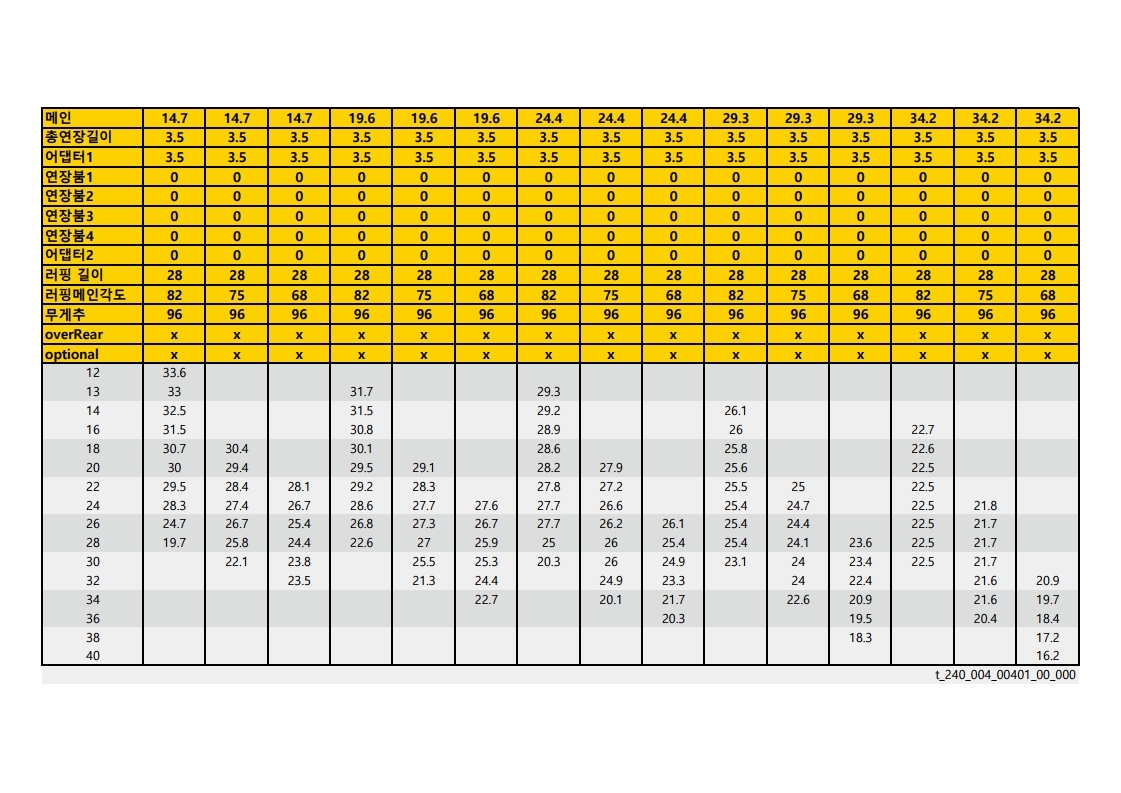 메인 14.7 14.7 14.7 19.6 19.6 19.6 24.4 24.4 24.4 29.3 29.3 29.3 34.2 34.2 34.2
총연장길이 3.5 3.5 3.5 3.5 3.5 3.5 3.5 3.5 3.5 3.5 3.5 3.5 3.5 3.5 3.5
어댑터1 3.5 3.5 3.5 3.5 3.5 3.5 3.5 3.5 3.5 3.5 3.5 3.5 3.5 3.5 3.5
연장붐1 0 0 0 0 0 0 0 0 0 0 0 0 0 0 0
연장붐2 0 0 0 0 0 0 0 0 0 0 0 0 0 0 0
연장붐3 0 0 0 0 0 0 0 0 0 0 0 0 0 0 0
연장붐4 0 0 0 0 0 0 0 0 0 0 0 0 0 0 0
어댑터2 0 0 0 0 0 0 0 0 0 0 0 0 0 0 0
러핑 길이 28 28 28 28 28 28 28 28 28 28 28 28 28 28 28
러핑메인각도 82 75 68 82 75 68 82 75 68 82 75 68 82 75 68
무게추 96 96 96 96 96 96 96 96 96 96 96 96 96 96 96
overRear x x x x x x x x x x x x x x x
optional x x x x x x x x x x x x x x x
12 33.6
13 33 31.7 29.3
14 32.5 31.5 29.2 26.1
16 31.5 30.8 28.9 26 22.7
18 30.7 30.4 30.1 28.6 25.8 22.6
20 30 29.4 29.5 29.1 28.2 27.9 25.6 22.5
22 29.5 28.4 28.1 29.2 28.3 27.8 27.2 25.5 25 22.5
24 28.3 27.4 26.7 28.6 27.7 27.6 27.7 26.6 25.4 24.7 22.5 21.8
26 24.7 26.7 25.4 26.8 27.3 26.7 27.7 26.2 26.1 25.4 24.4 22.5 21.7
28 19.7 25.8 24.4 22.6 27 25.9 25 26 25.4 25.4 24.1 23.6 22.5 21.7
30 22.1 23.8 25.5 25.3 20.3 26 24.9 23.1 24 23.4 22.5 21.7
32 23.5 21.3 24.4 24.9 23.3 24 22.4 21.6 20.9
34 22.7 20.1 21.7 22.6 20.9 21.6 19.7
36 20.3 19.5 20.4 18.4
38 18.3 17.2
40 16.2
t_240_004_00401_00_000